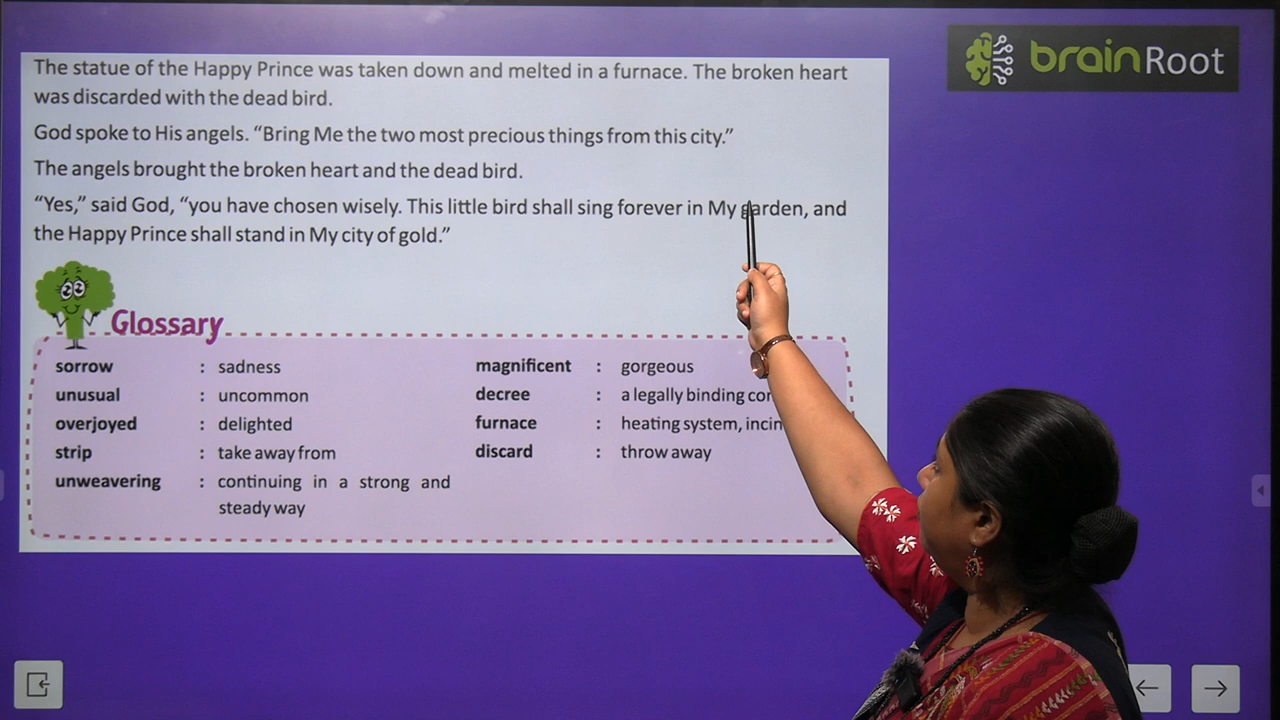 brainRoot
The statue of the Happy Prince was taken down and melted in a furnace. The broken heart
was discarded with the dead bird.
God spoke to His angels. “Bring Me the two most precious things from this city.”
The angels brought the broken heart and the dead bird.
“Yes,” said God, “you have chosen wisely. This little bird shall sing forever in My garden, and
the Happy Prince shall stand in My city of gold.”
Glossary
sorrow : sadness
unusual : uncommon
overjoyed : delighted
strip : take away from
unweavering : continuing in a strong and
steady way
magnificent : gorgeous
decree : a legally binding
furnace : heating system,
discard : throw away